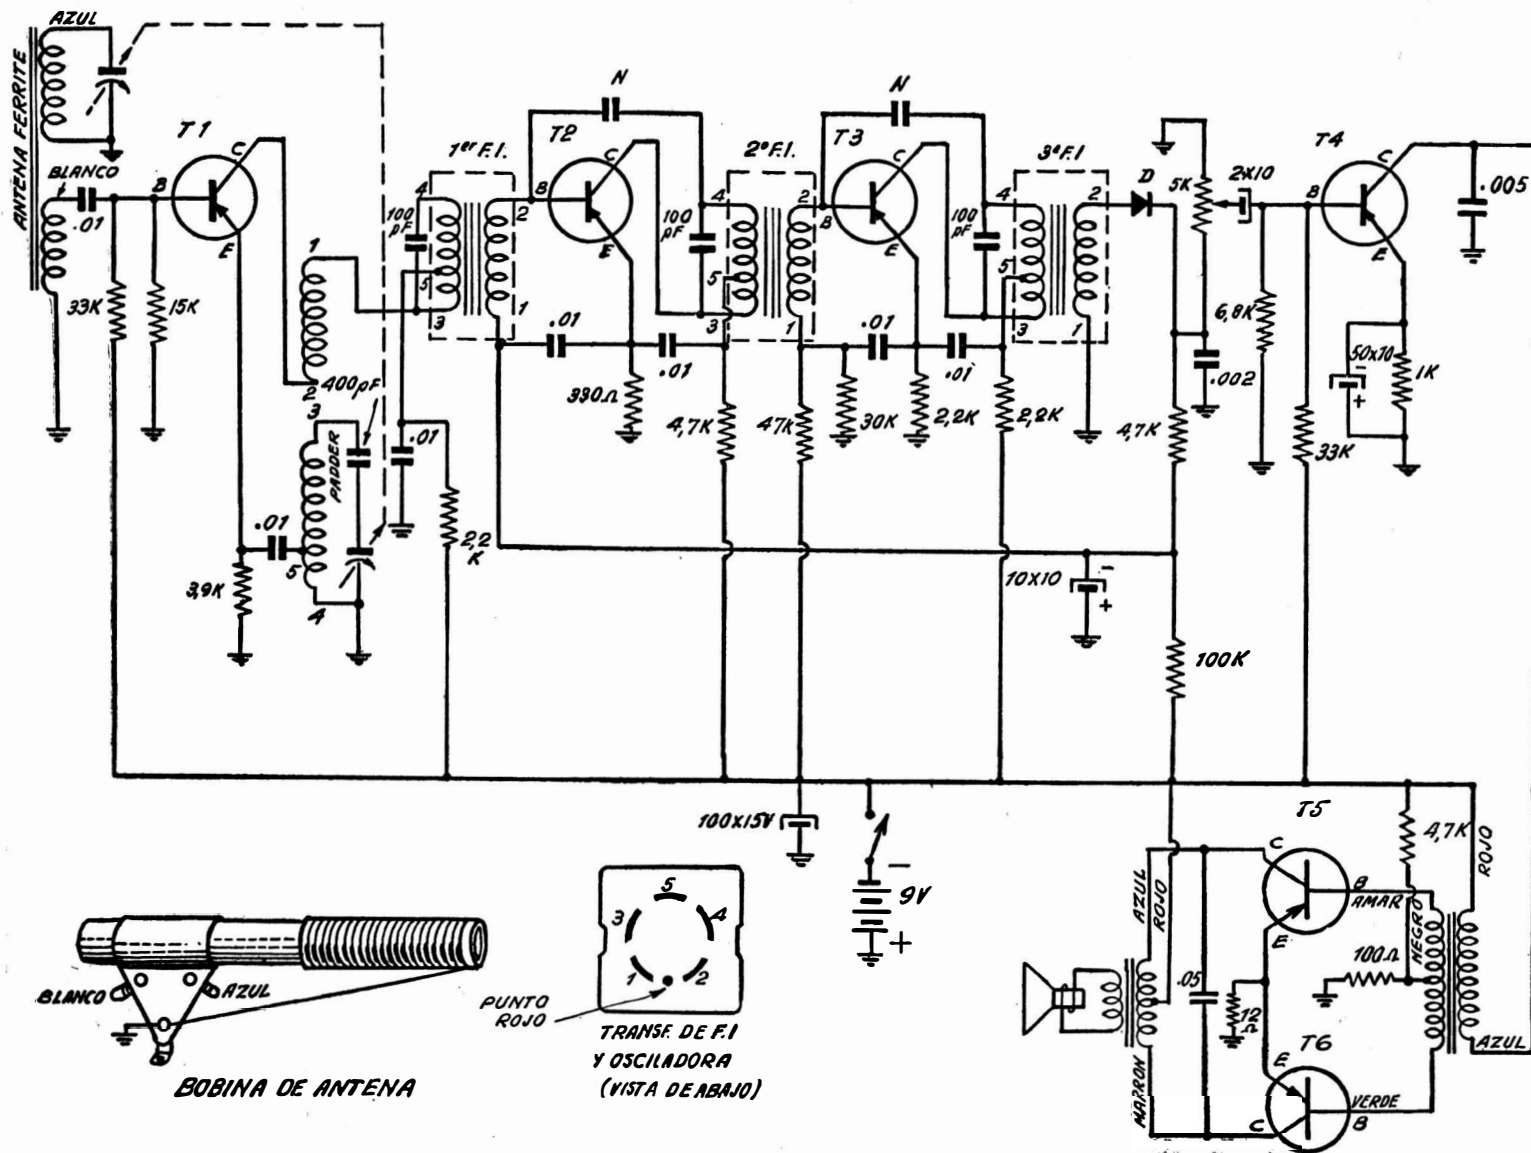 AZUL
ANTENA FERRITE
BLANCO
.01
T1
B
C
E
33K
15K
1
2
400pF
3
PADDER
.01
5
4
3,9K
1er F.I.
4
100 pF
5
3
2
1
.01
2,2 K
N
T2
B
C
E
.01
.01
330Ω
100 pF
2º F.I.
4
5
3
2
B
1
4,7K
47K
N
T3
C
E
.01
.01
30K
2,2K
2,2K
100 pF
3º F.I
4
5
3
2
1
D
5K
2x10
.002
4,7K
6,8K
33K
T4
B
C
E
50x10
-
+
1K
.005
10x10
-
+
100K
100X15V
-
9V
+
T5
C
B
E
AMAR
4,7K
ROJO
NEGRO
100Ω
AZUL
ROJO
.05
12 Ω
MARRON
T6
E
C
B
VERDE
AZUL
BLANCO
AZUL
BOBINA DE ANTENA
5
3
4
1
2
PUNTO
ROJO
TRANSF. DE F.I
Y OSCILADORA
(VISTA DE ABAJO)